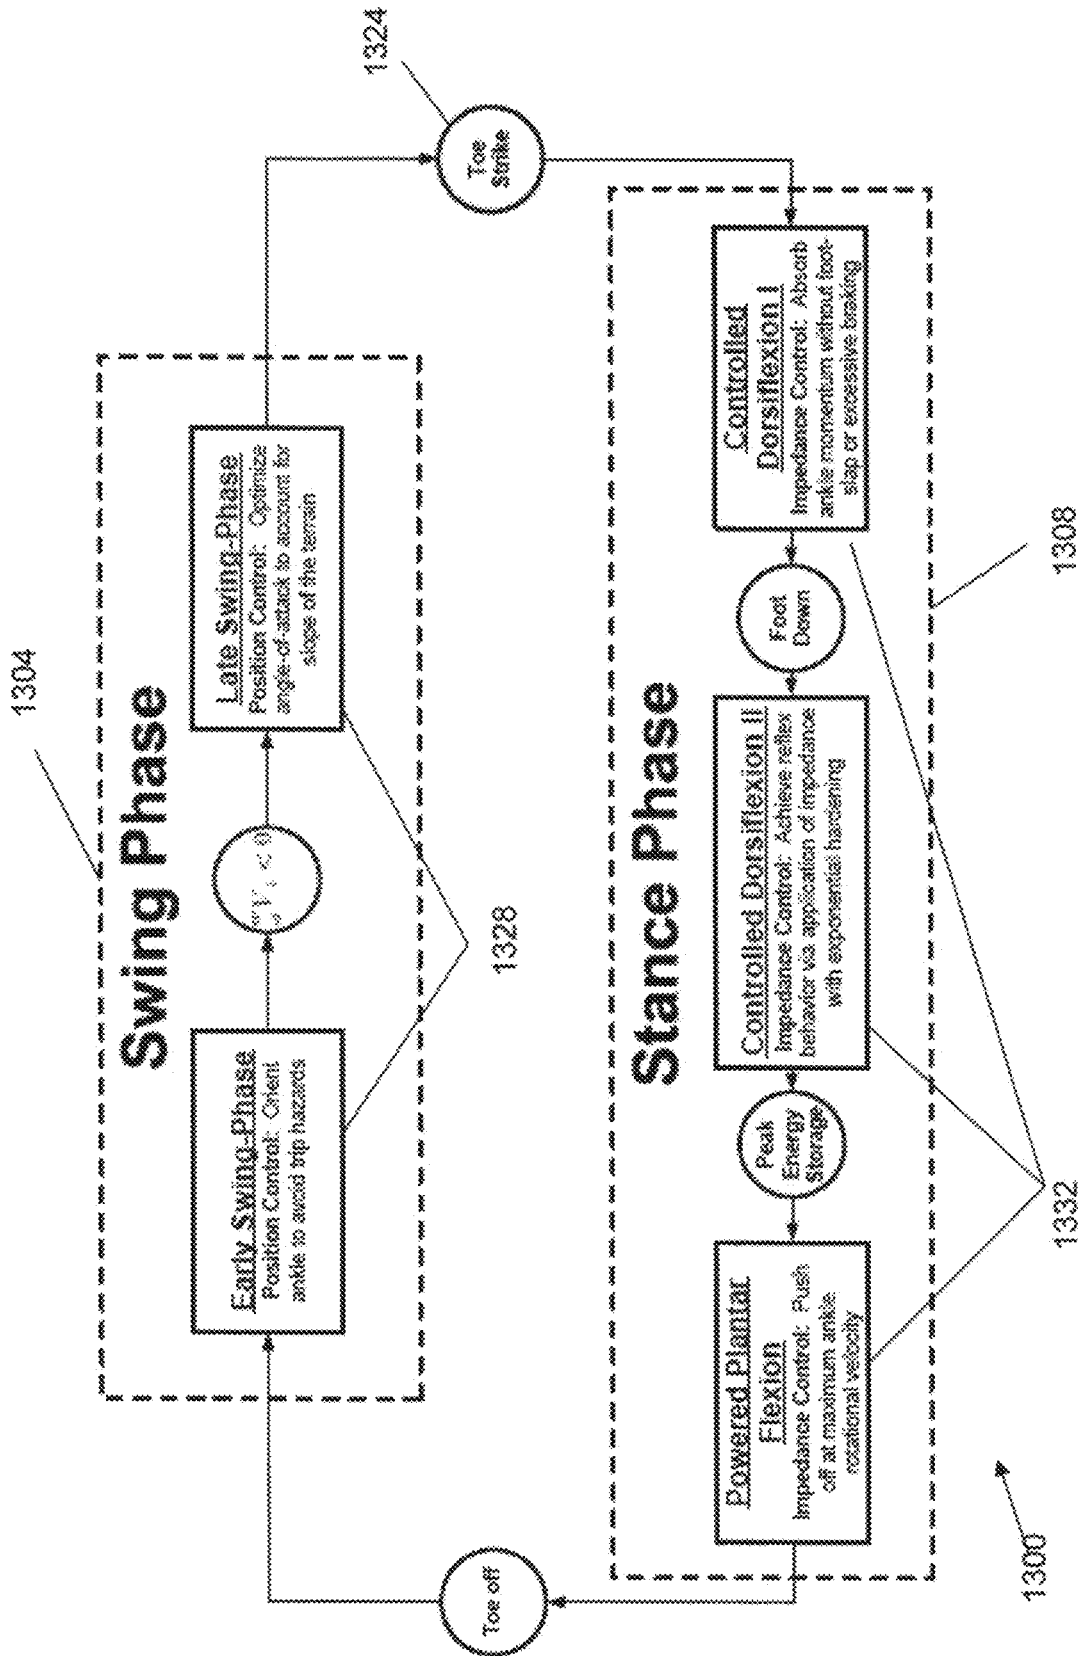 1304
Swing Phase
Early Swing-Phase
Position Control: Orient
ankle to avoid trip hazards
< 0
Late Swing-Phase
Position Control: Optimize
angle-of-attack to account for
slope of the terrain
1328
1324
Toe
Strike
Toe off
Stance Phase
Powered Plantar
Flexion
Impedance Control: Push
off at maximum ankle
rotational velocity
Peak
Energy
Storage
Controlled Dorsiflexion II
Impedance Control: Achieve reflex
behavior via application of impedance
with exponential hardening
Foot
Down
Controlled
Dorsiflexion I
Impedance Control: Absorb
ankle momentum without foot-
slap or excessive braking
1300
1332
1308